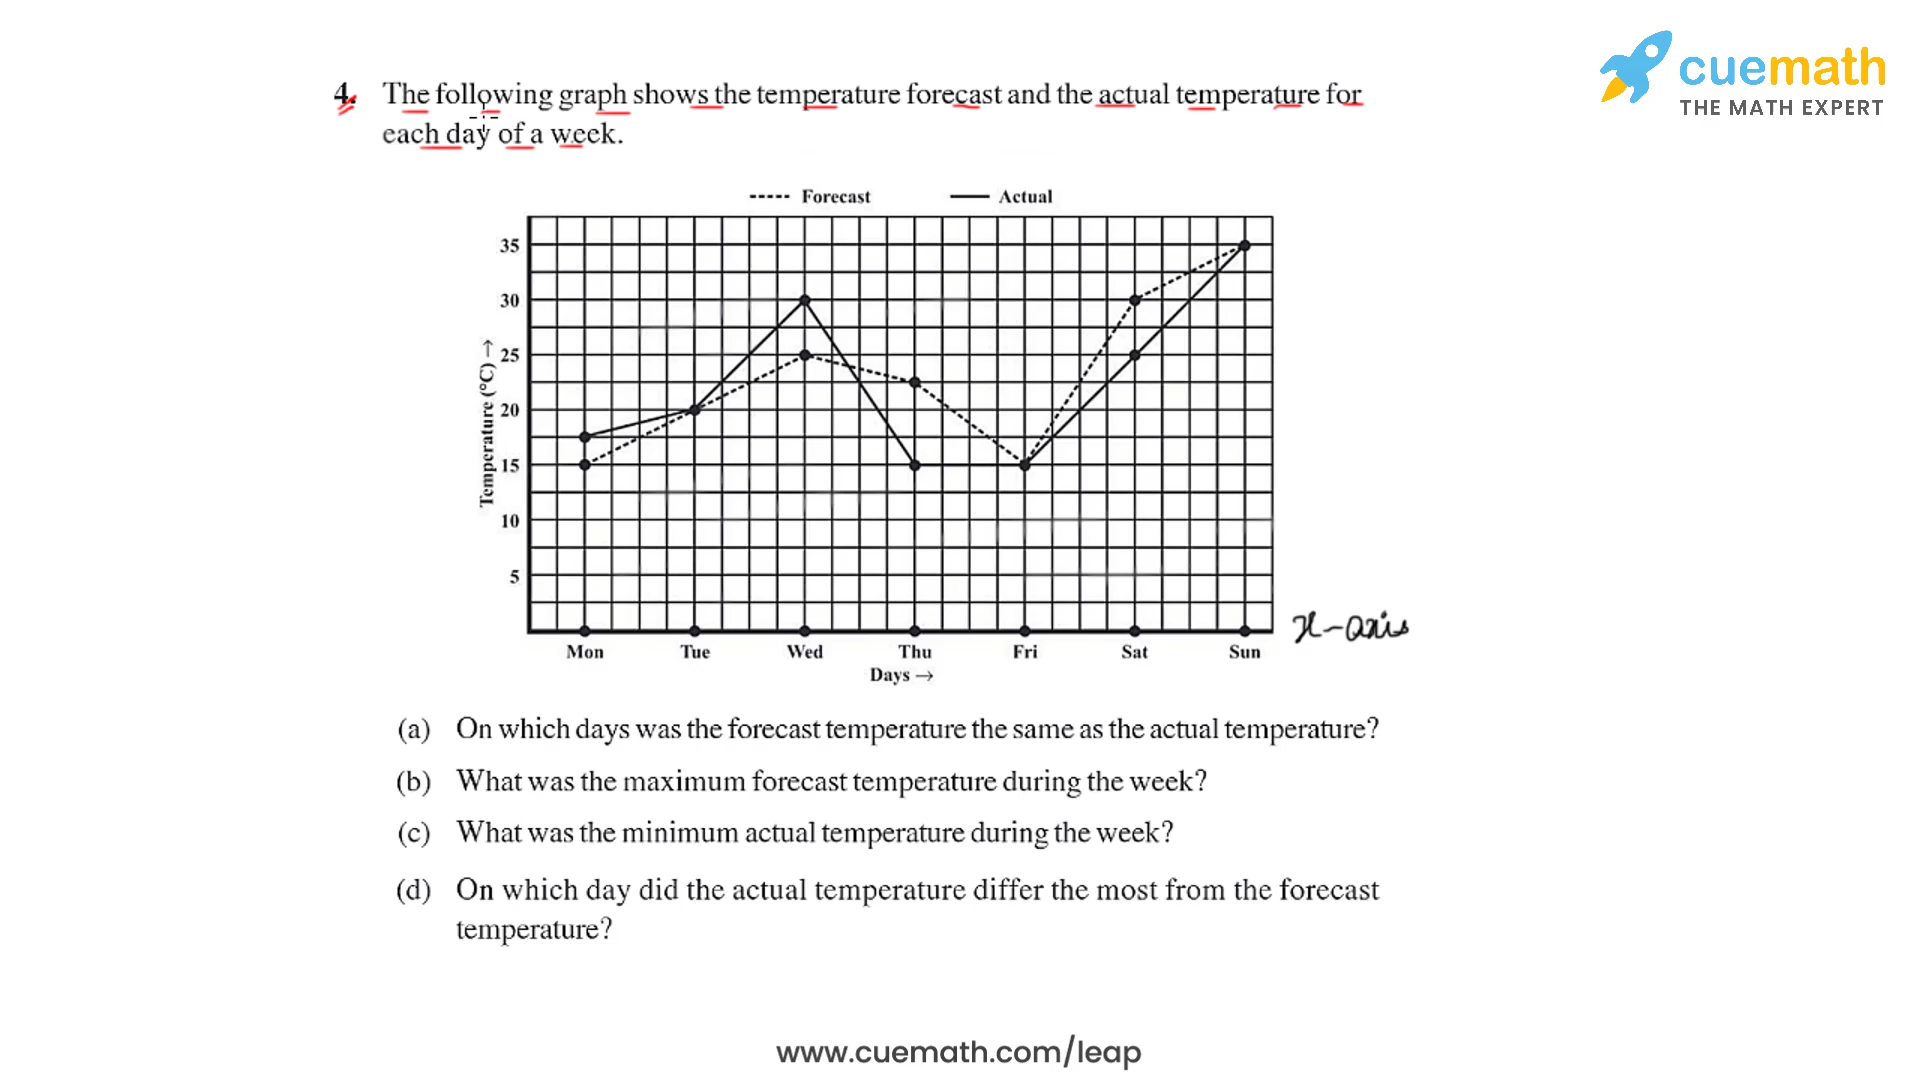 cuemath
THE MATH EXPERT
4. The following graph shows the temperature forecast and the actual temperature for
each day of a week.
Forecast Actual
35
30
25
20
15
10
5
Temperature (°C) →
Mon Tue Wed Thu Fri Sat Sun
Days →
x-axis
(a) On which days was the forecast temperature the same as the actual temperature?
(b) What was the maximum forecast temperature during the week?
(c) What was the minimum actual temperature during the week?
(d) On which day did the actual temperature differ the most from the forecast
temperature?
www.cuemath.com/leap